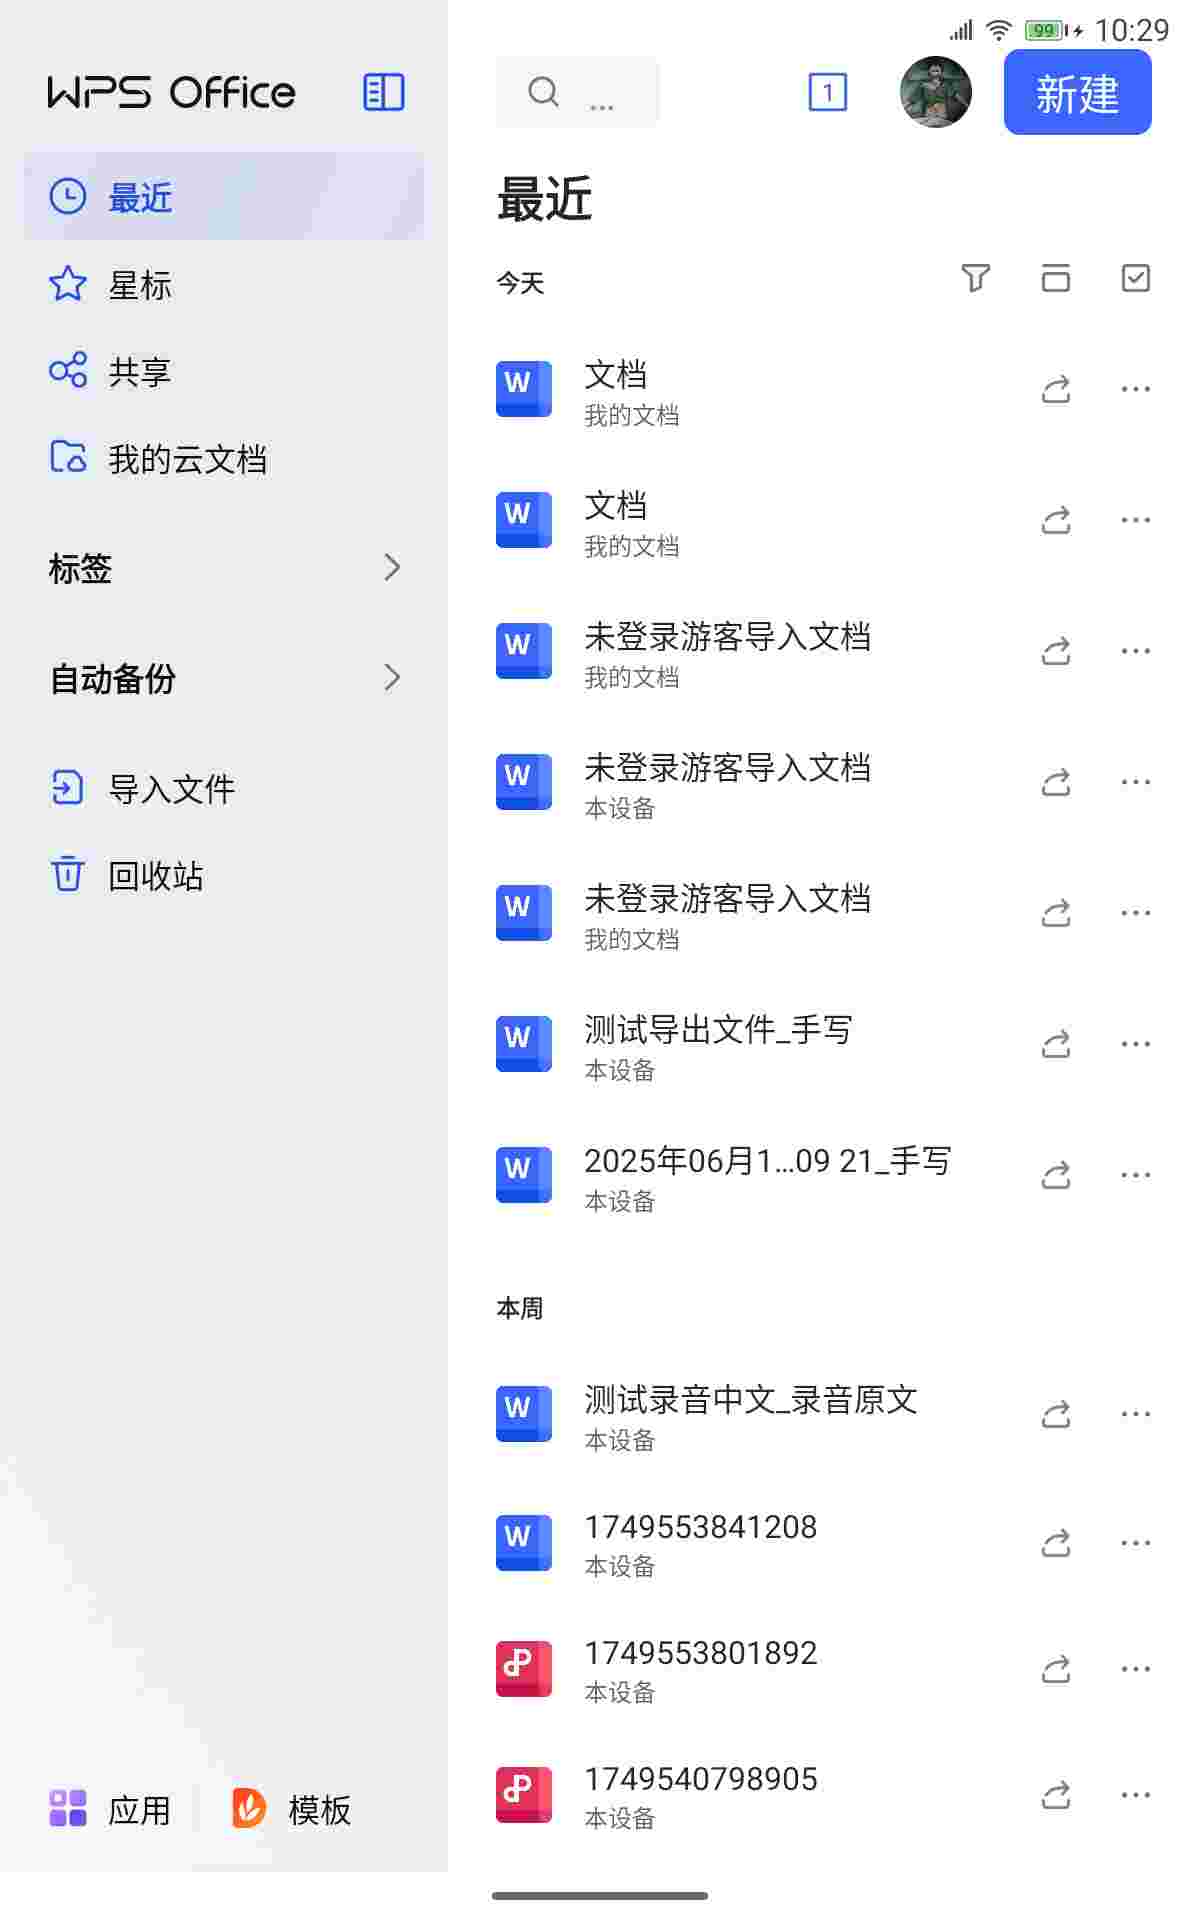 99 10:29
WPS Office
... 1 新建
最近
星标
共享
我的云文档
标签
自动备份
导入文件
回收站
应用 模板
最近
今天
文档
我的文档
文档
我的文档
未登录游客导入文档
我的文档
未登录游客导入文档
本设备
未登录游客导入文档
我的文档
测试导出文件_手写
本设备
2025年06月1...09 21_手写
本设备
本周
测试录音中文_录音原文
本设备
1749553841208
本设备
1749553801892
本设备
1749540798905
本设备